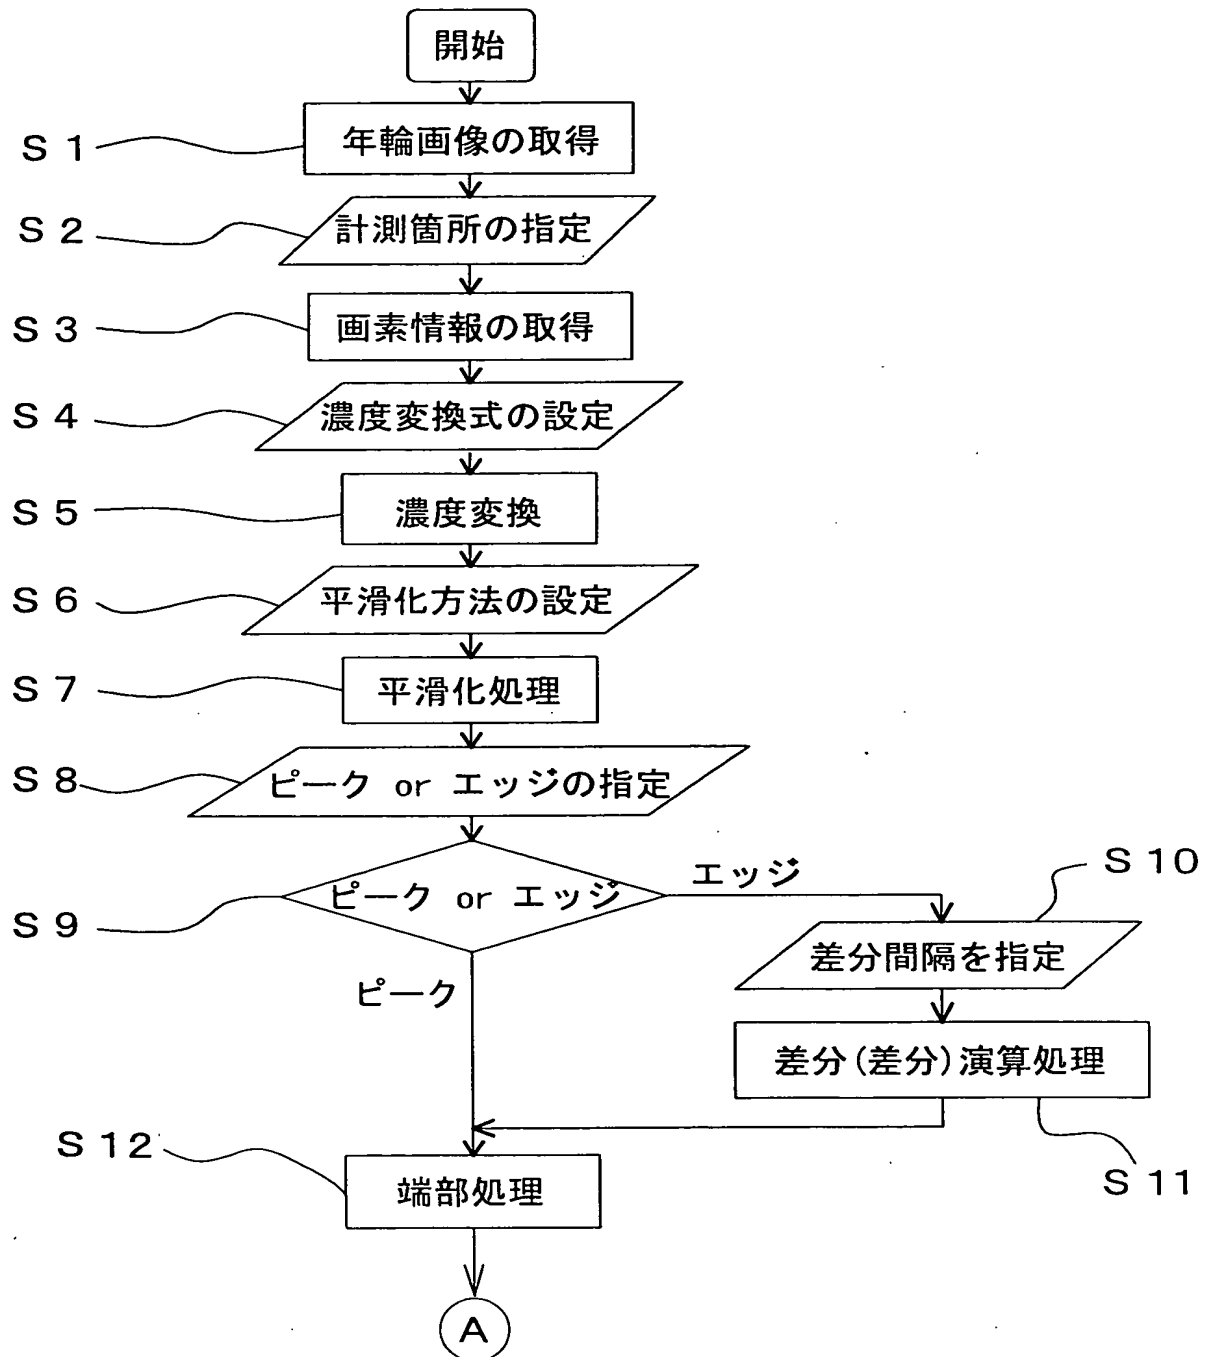 開始
S 1
年輪画像の取得
S 2
計測箇所の指定
S 3
画素情報の取得
S 4
濃度変換式の設定
S 5
濃度変換
S 6
平滑化方法の設定
S 7
平滑化処理
S 8
ピーク or エッジの指定
S 9
ピーク or エッジ
エッジ
S 10
差分間隔を指定
ピーク
差分(差分)演算処理
S 11
S 12
端部処理
A